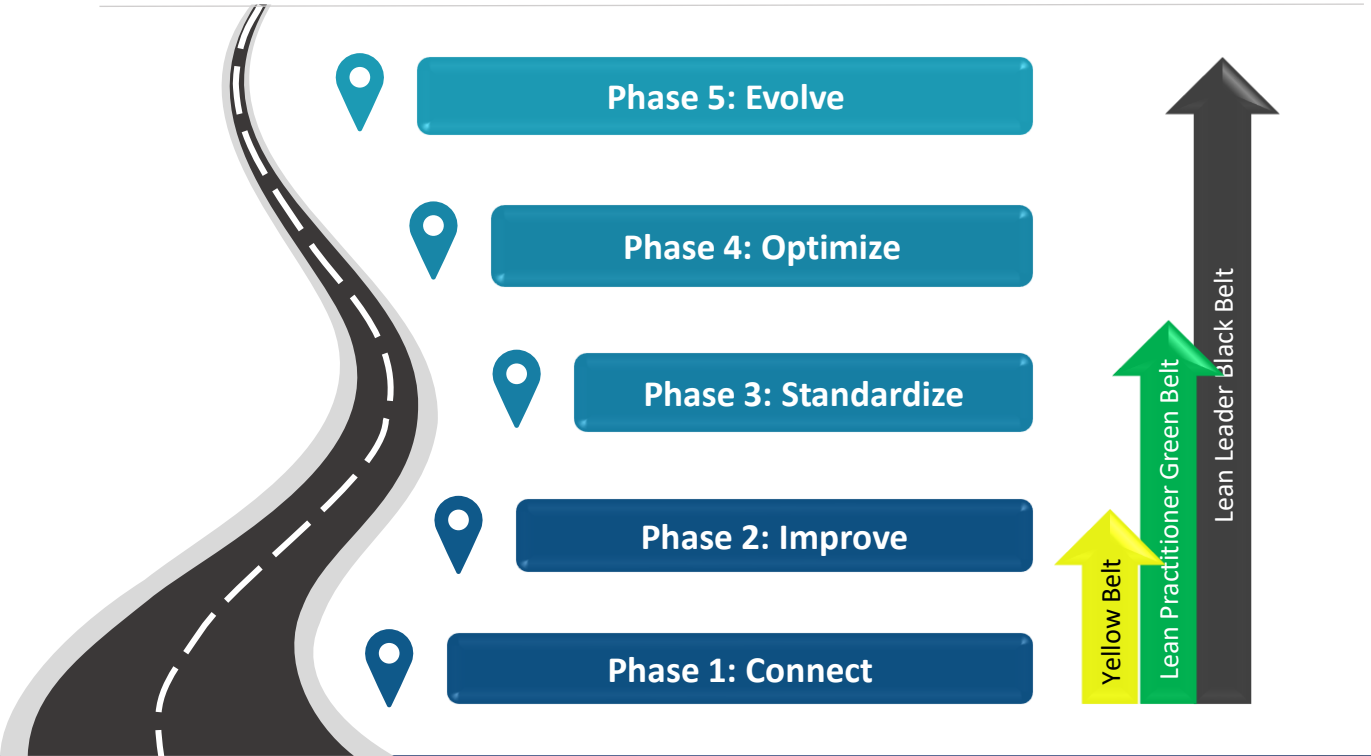 Phase 5: Evolve
Phase 4: Optimize
Phase 3: Standardize
Phase 2: Improve
Phase 1: Connect
Yellow Belt
Lean Practitioner Green Belt
Lean Leader Black Belt